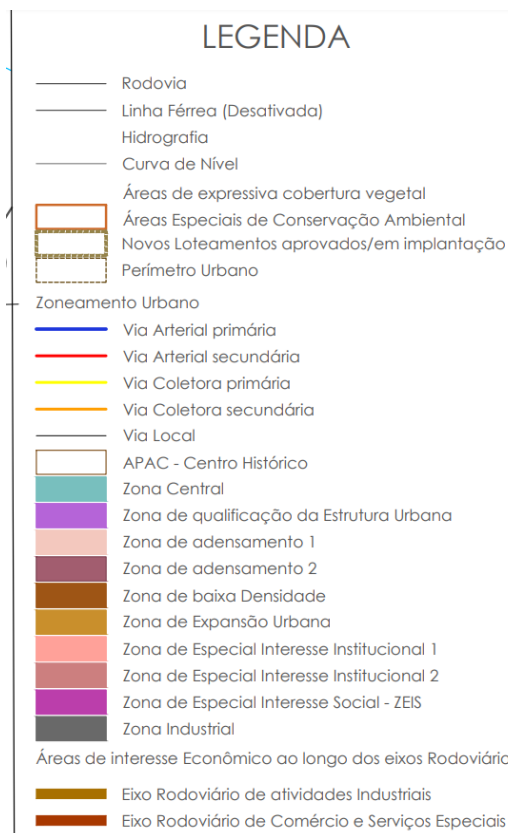 LEGENDA
Rodovia
Linha Férrea (Desativada)
Hidrografia
Curva de Nível
Áreas de expressiva cobertura vegetal
Áreas Especiais de Conservação Ambiental
Novos Loteamentos aprovados/em implantação
Perímetro Urbano
Zoneamento Urbano
Via Arterial primária
Via Arterial secundária
Via Coletora primária
Via Coletora secundária
Via Local
APAC - Centro Histórico
Zona Central
Zona de qualificação da Estrutura Urbana
Zona de adensamento 1
Zona de adensamento 2
Zona de baixa Densidade
Zona de Expansão Urbana
Zona de Especial Interesse Institucional 1
Zona de Especial Interesse Institucional 2
Zona de Especial Interesse Social - ZEIS
Zona Industrial
Áreas de interesse Econômico ao longo dos eixos Rodoviário
Eixo Rodoviário de atividades Industriais
Eixo Rodoviário de Comércio e Serviços Especiais